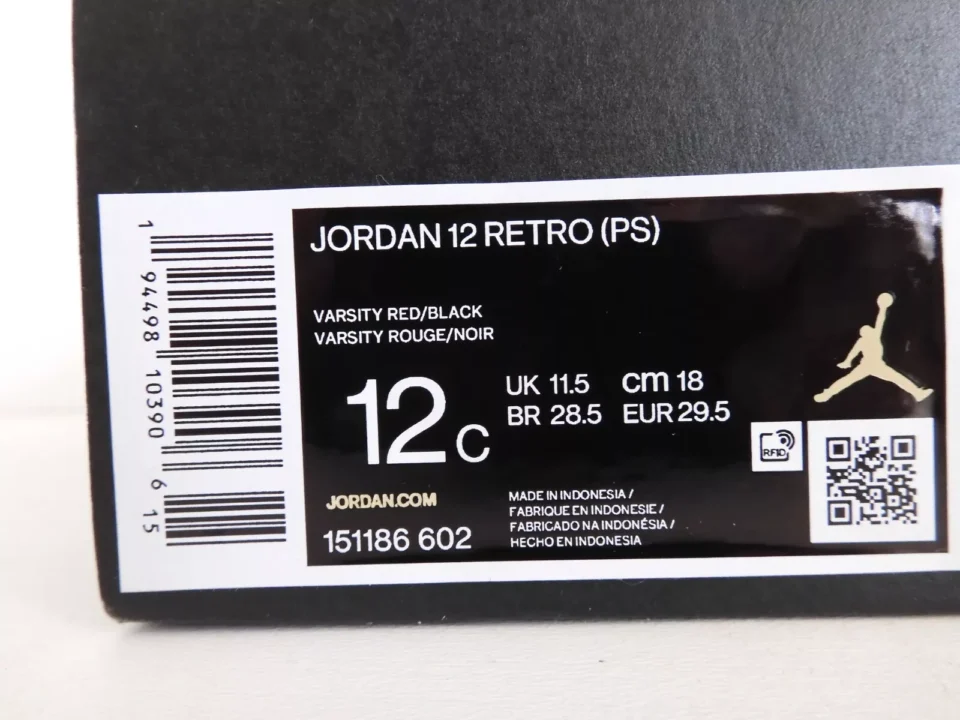 JORDAN 12 RETRO (PS)
VARSITY RED/BLACK
VARSITY ROUGE/NOIR
12 C
UK 11.5 cm 18
BR 28.5 EUR 29.5
RFID
JORDAN.COM
151186 602
MADE IN INDONESIA /
FABRIQUE EN INDONESIE /
FABRICADO NA INDONÉSIA /
HECHO EN INDONESIA
1 94498 10390 6 15